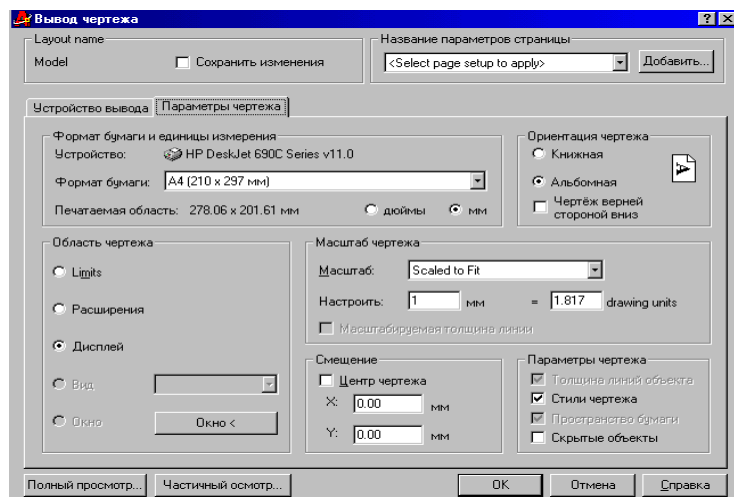 Вывод чертежа
Layout name
Model
Сохранить изменения
Название параметров страницы
<Select page setup to apply>
Добавить...
Устройство вывода
Параметры чертежа
Формат бумаги и единицы измерения
Устройство: HP DeskJet 690C Series v11.0
Формат бумаги: A4 (210 x 297 мм)
Печатаемая область: 278.06 x 201.61 мм дюймы мм
Ориентация чертежа
Книжная
Альбомная
Чертёж верней
стороной вниз
Область чертежа
Limits
Расширения
Дисплей
Вид
Окно Окно <
Масштаб чертежа
Масштаб: Scaled to Fit
Настроить: 1 мм = 1.817 drawing units
Масштабируемая толщина линии
Смещение
Центр чертежа
X: 0.00 мм
Y: 0.00 мм
Параметры чертежа
Толщина линий объекта
Стили чертежа
Пространство бумаги
Скрытые объекты
Полный просмотр... Частичный осмотр... OK Отмена Справка